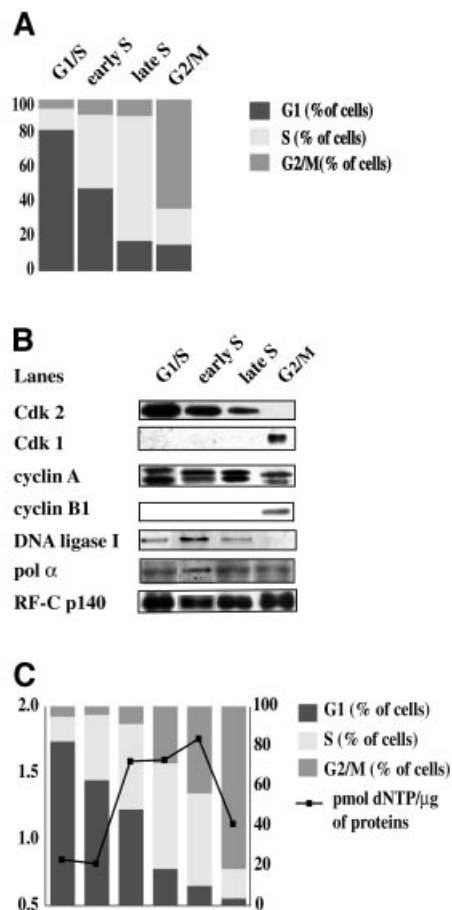 A
G1/S
early S
late S
G2/M
100
80
60
40
20
0
G1 (%of cells)
S (% of cells)
G2/M(% of cells)
B
Lanes
G1/S
early S
late S
G2/M
Cdk 2
Cdk 1
cyclin A
cyclin B1
DNA ligase I
pol α
RF-C p140
C
2.0
1.5
1.0
0.5
100
80
60
40
20
0
G1 (% of cells)
S (% of cells)
G2/M (% of cells)
pmol dNTP/μg
of proteins